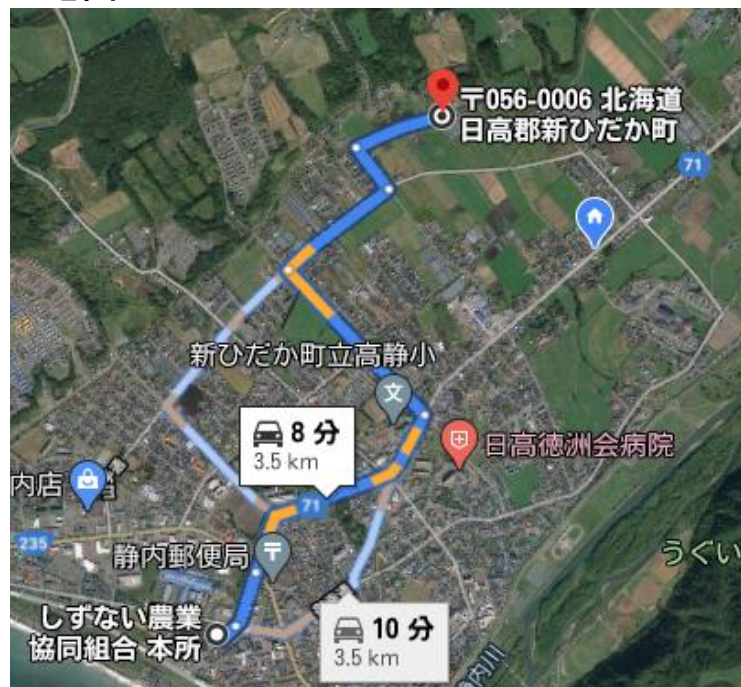 〒056-0006 北海道
日高郡新ひだか町
71
新ひだか町立高静小
文
8 分
3.5 km
日高徳洲会病院
内店
71
235
静内郵便局
〒
うぐい
しずない農業
協同組合 本所
10 分
3.5 km
内川